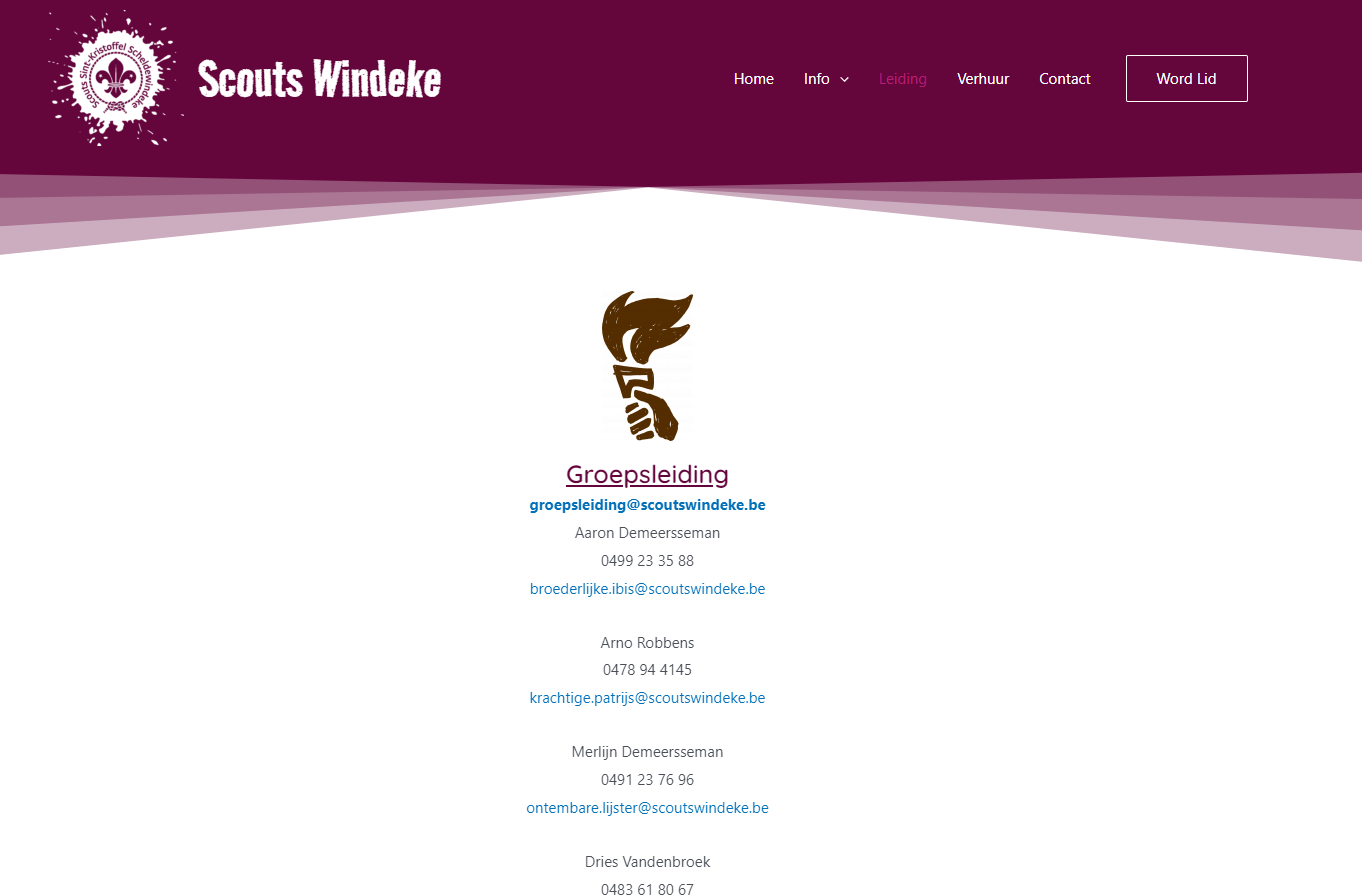 Scouts Sint-Kristoffel Scheldewindeke
Scouts Windeke
Home Info Leiding Verhuur Contact Word Lid
Groepsleiding
groepsleiding@scoutswindeke.be
Aaron Demeersseman
0499 23 35 88
broederlijke.ibis@scoutswindeke.be
Arno Robbens
0478 94 4145
krachtige.patrijs@scoutswindeke.be
Merlijn Demeersseman
0491 23 76 96
ontembare.lijster@scoutswindeke.be
Dries Vandenbroek
0483 61 80 67